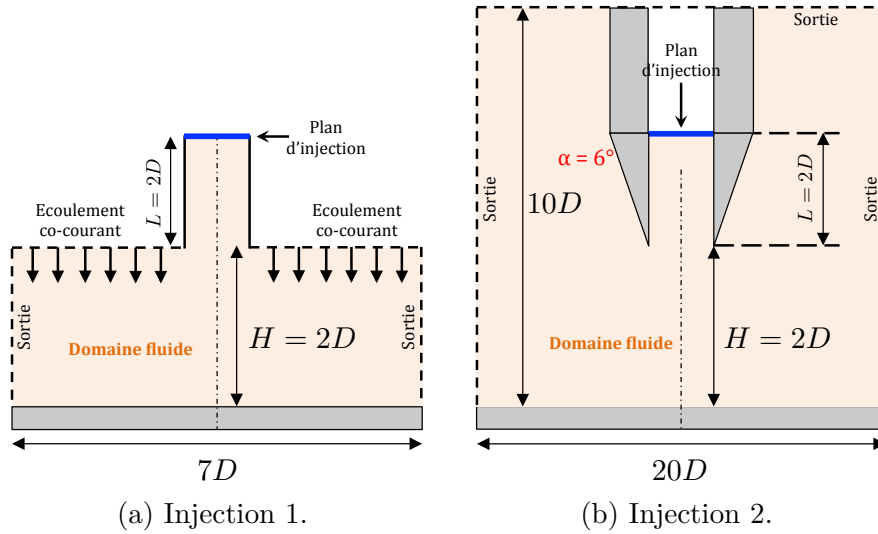 Plan
d'injection
L = 2D
Ecoulement
co-courant
Ecoulement
co-courant
Sortie
Sortie
Domaine fluide
H = 2D
7D
(a) Injection 1.
Sortie
Plan
d'injection
α = 6°
10D
L = 2D
Sortie
Sortie
Domaine fluide
H = 2D
20D
(b) Injection 2.